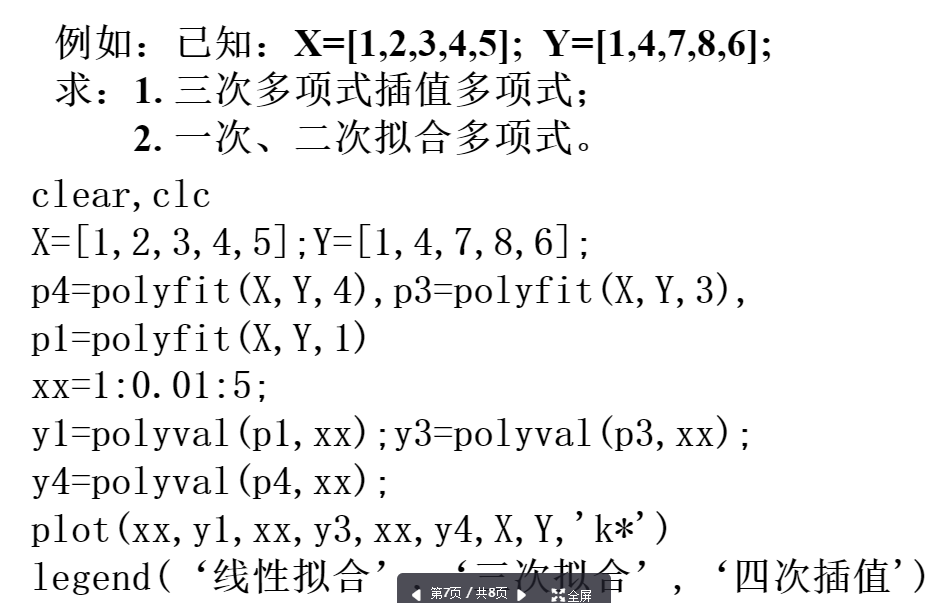 例如：已知：X=[1,2,3,4,5]; Y=[1,4,7,8,6];
求：1. 三次多项式插值多项式；
2. 一次、二次拟合多项式。
clear,clc
X=[1,2,3,4,5];Y=[1,4,7,8,6];
p4=polyfit(X,Y,4),p3=polyfit(X,Y,3),
p1=polyfit(X,Y,1)
xx=1:0.01:5;
y1=polyval(p1,xx);y3=polyval(p3,xx);
y4=polyval(p4,xx);
plot(xx,y1,xx,y3,xx,y4,X,Y,'k*')
legend(‘线性拟合’,‘三次拟合’,‘四次插值')
第7页 / 共8页 全屏